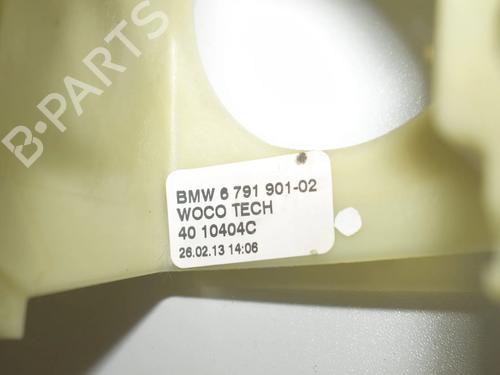 B-PARTS
BMW 6 791 901-02
WOCO TECH
40 10404C
26.02.13 14:06